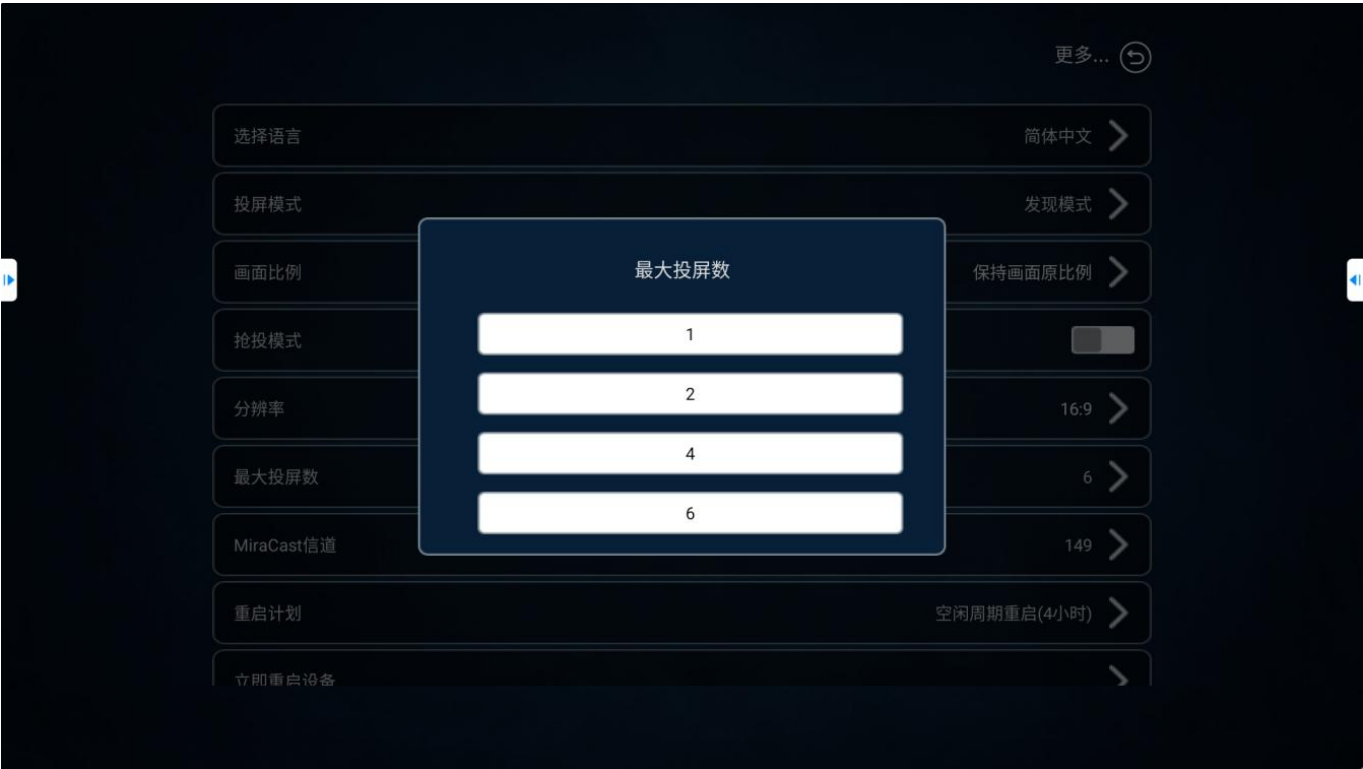 更多...
选择语言 简体中文
投屏模式 发现模式
画面比例 保持画面原比例
抢投模式
分辨率 16:9
最大投屏数 6
MiraCast信道 149
重启计划 空闲周期重启(4小时)
立即重启设备
最大投屏数
1
2
4
6